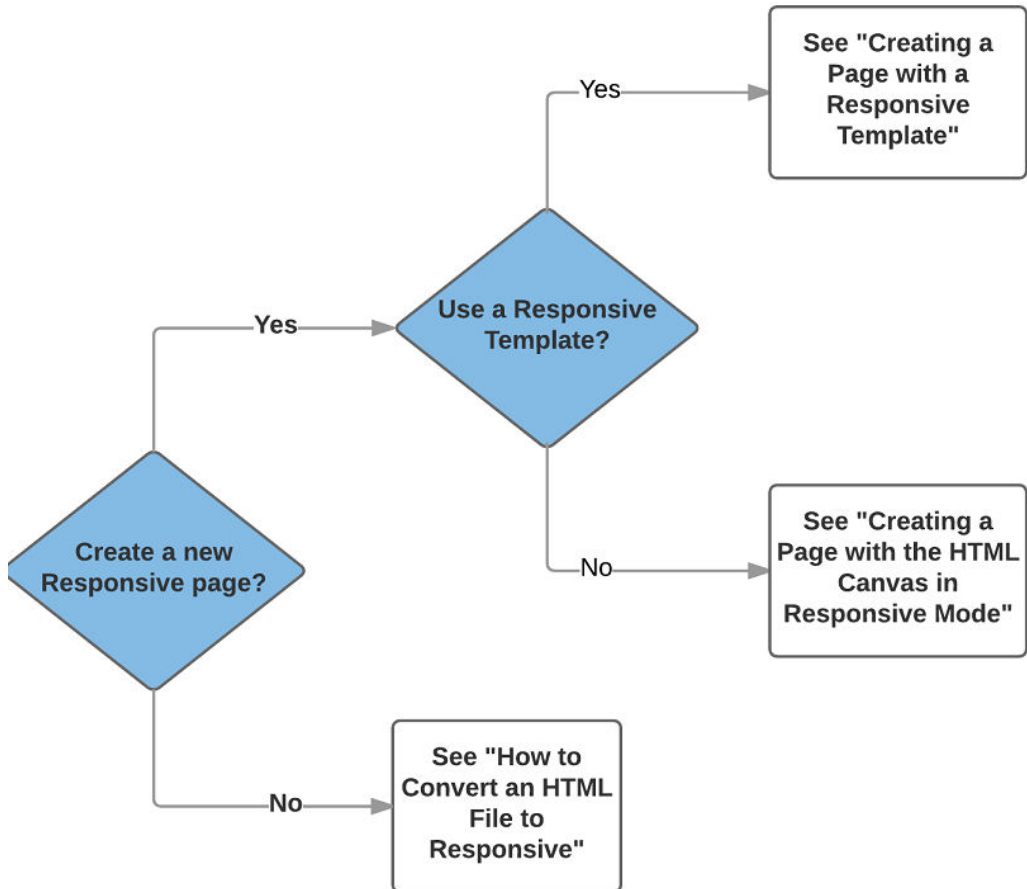 See "Creating a
Page with a
Responsive
Template"
Yes
Use a Responsive
Template?
Yes
Create a new
Responsive page?
No
See "Creating a
Page with the HTML
Canvas in
Responsive Mode"
No
See "How to
Convert an HTML
File to
Responsive"